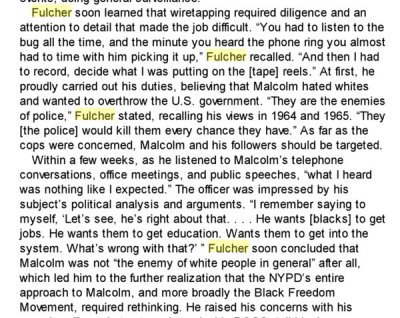 events, using general surveillance.
Fulcher soon learned that wiretapping required diligence and an
attention to detail that made the job difficult. “You had to listen to the
bug all the time, and the minute you heard the phone ring you almost
had to time with him picking it up,” Fulcher recalled. “And then I had
to record, decide what I was putting on the [tape] reels.” At first, he
proudly carried out his duties, believing that Malcolm hated whites
and wanted to overthrow the U.S. government. “They are the enemies
of police,” Fulcher stated, recalling his views in 1964 and 1965. “They
[the police] would kill them every chance they have.” As far as the
cops were concerned, Malcolm and his followers should be targeted.
Within a few weeks, as he listened to Malcolm’s telephone
conversations, office meetings, and public speeches, “what I heard
was nothing like I expected.” The officer was impressed by his
subject’s political analysis and arguments. “I remember saying to
myself, ‘Let’s see, he’s right about that. . . . He wants [blacks] to get
jobs. He wants them to get education. Wants them to get into the
system. What’s wrong with that?’ ” Fulcher soon concluded that
Malcolm was not “the enemy of white people in general” after all,
which led him to the further realization that the NYPD’s entire
approach to Malcolm, and more broadly the Black Freedom
Movement, required rethinking. He raised his concerns with his